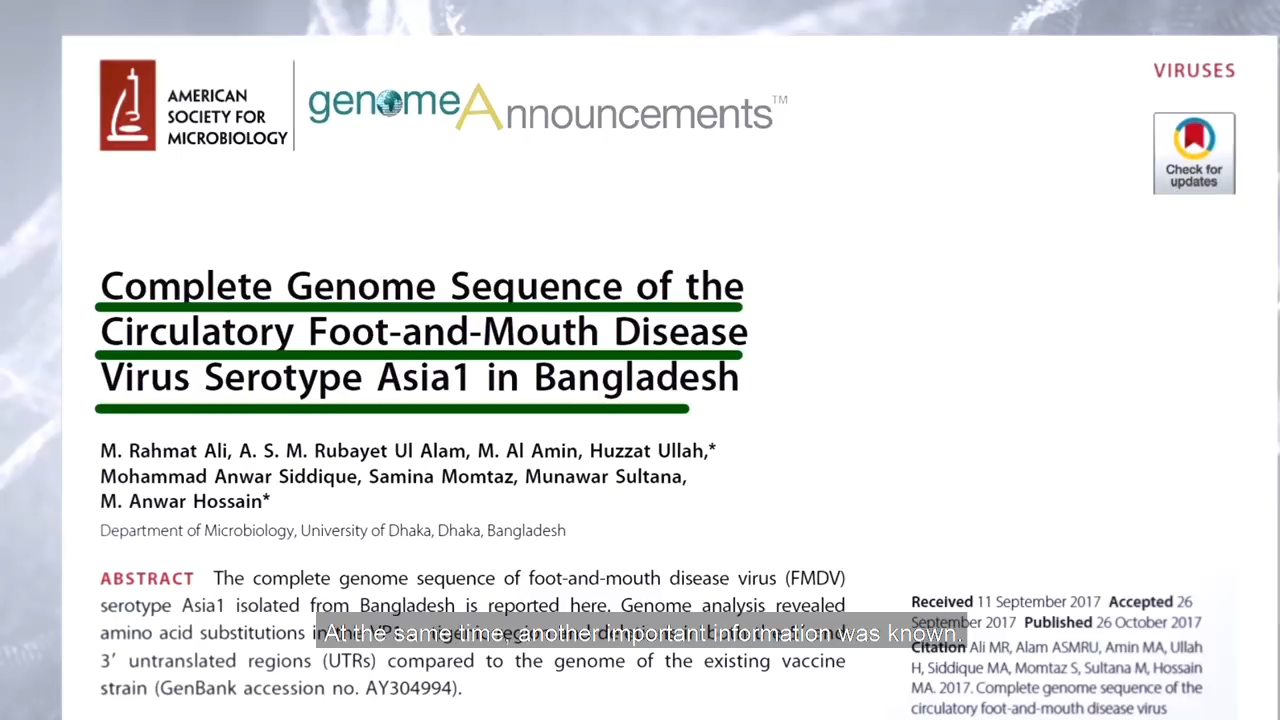 AMERICAN
SOCIETY FOR
MICROBIOLOGY
genomeAnnouncements™
VIRUSES
Check for
updates
Complete Genome Sequence of the
Circulatory Foot-and-Mouth Disease
Virus Serotype Asia1 in Bangladesh
M. Rahmat Ali, A. S. M. Rubayet Ul Alam, M. Al Amin, Huzzat Ullah,*
Mohammad Anwar Siddique, Samina Momtaz, Munawar Sultana,
M. Anwar Hossain*
Department of Microbiology, University of Dhaka, Dhaka, Bangladesh
ABSTRACT The complete genome sequence of foot-and-mouth disease virus (FMDV)
serotype Asia1 isolated from Bangladesh is reported here. Genome analysis revealed
amino acid substitutions in
At the same time, another important information was known.
3′ untranslated regions (UTRs) compared to the genome of the existing vaccine
strain (GenBank accession no. AY304994).
Received 11 September 2017 Accepted 26
September 2017 Published 26 October 2017
Citation Ali MR, Alam ASMRU, Amin MA, Ullah
H, Siddique MA, Momtaz S, Sultana M, Hossain
MA. 2017. Complete genome sequence of the
circulatory foot-and-mouth disease virus